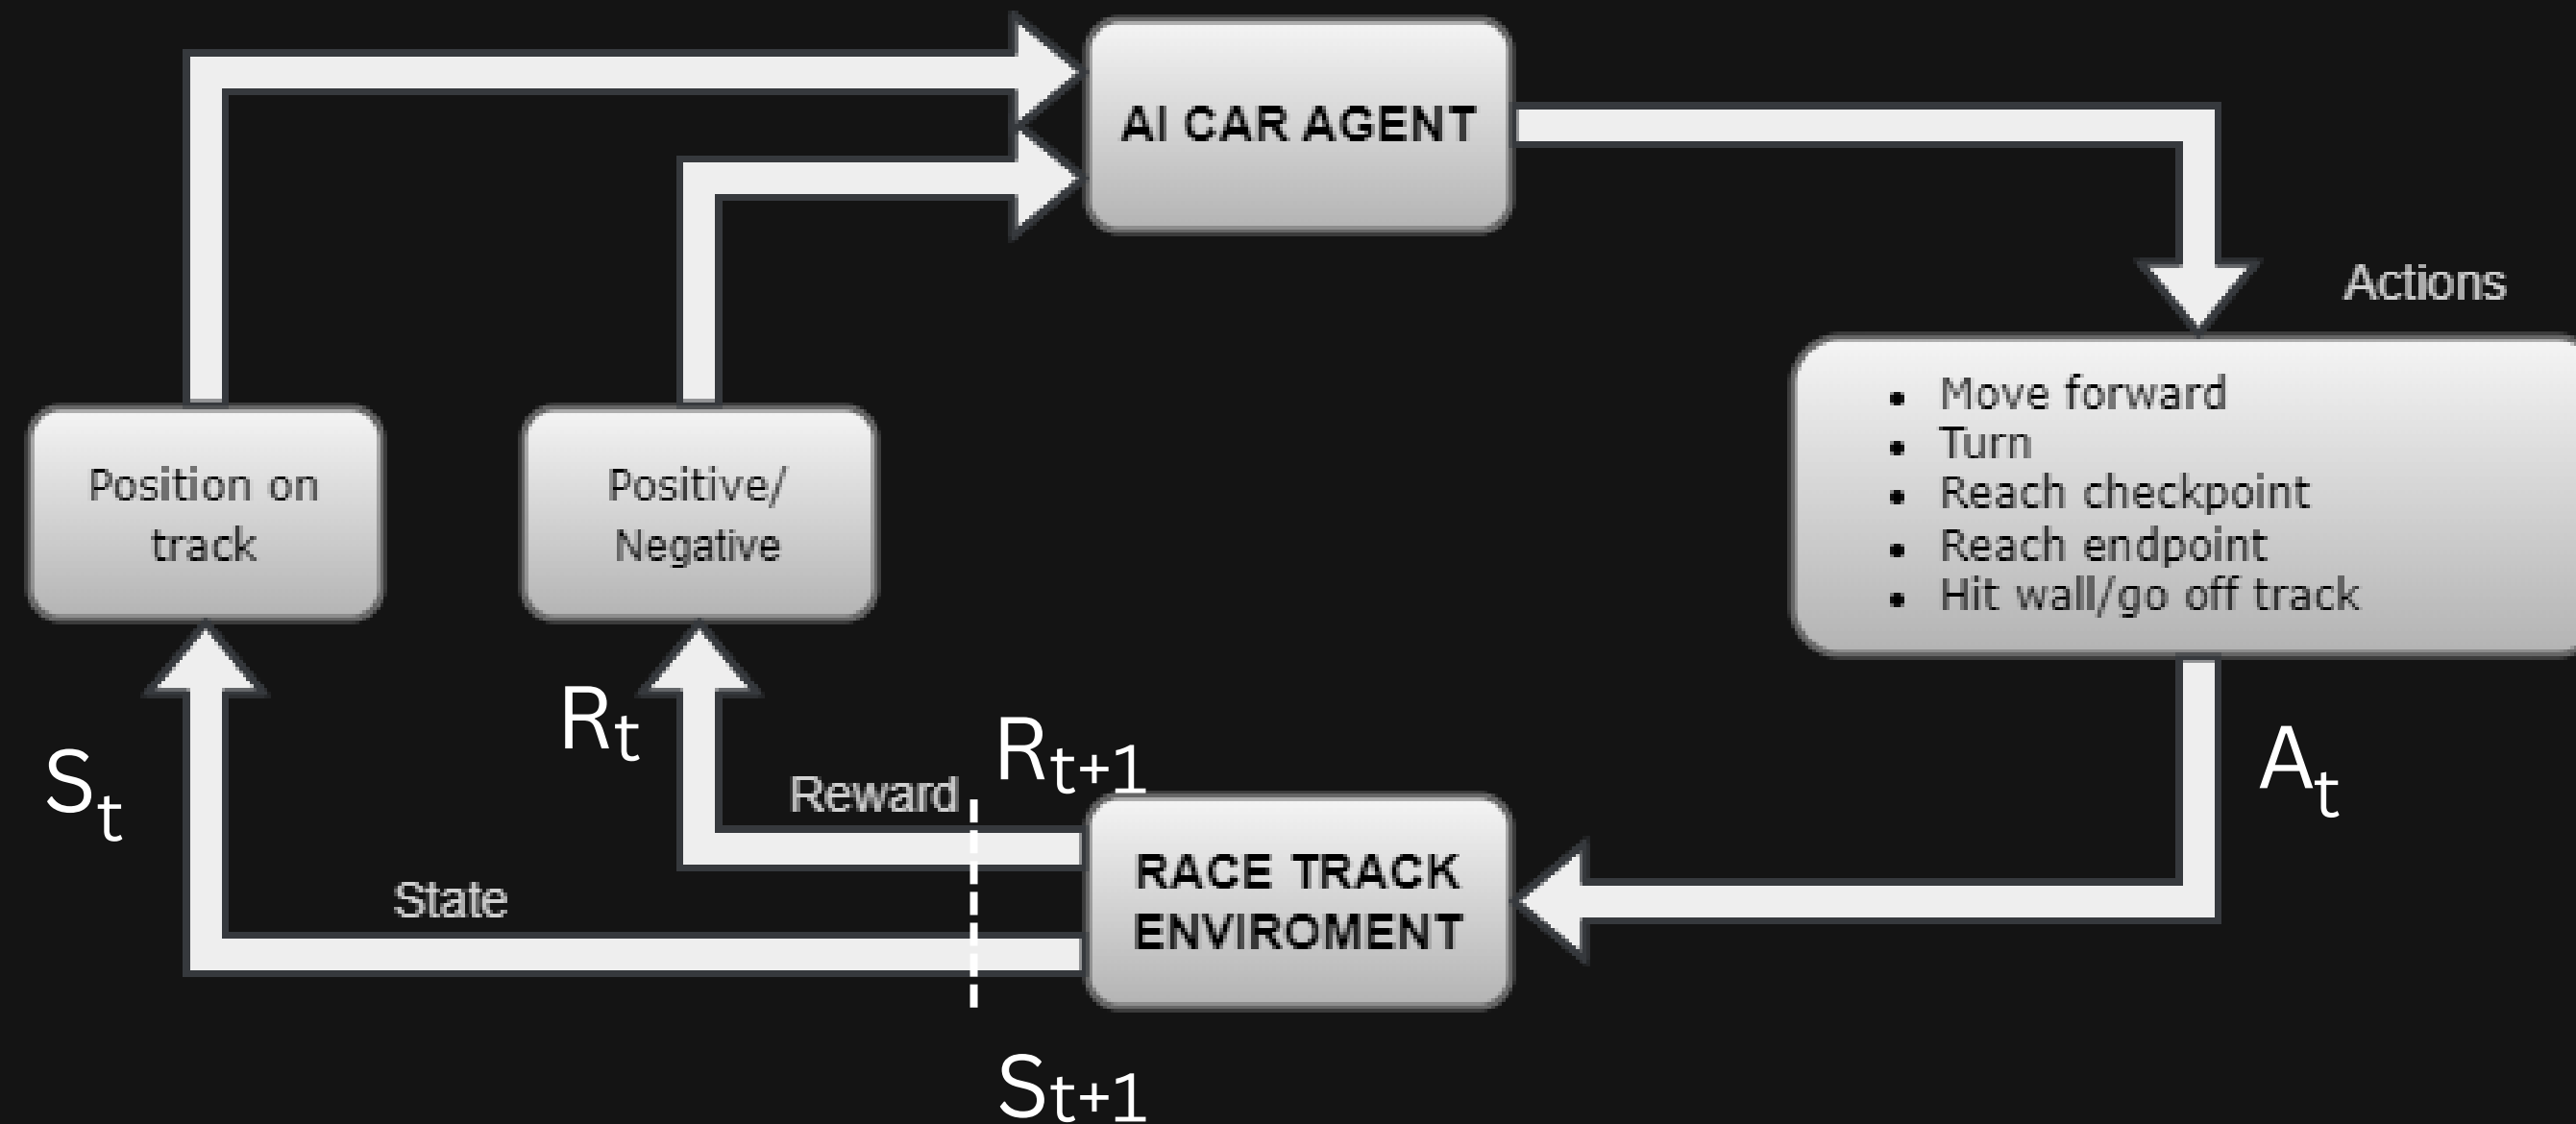 AI CAR AGENT
Actions
• Move forward
• Turn
• Reach checkpoint
• Reach endpoint
• Hit wall/go off track
Position on
track
Positive/
Negative
St
Rt
Rt+1
Reward
At
State
RACE TRACK
ENVIROMENT
St+1